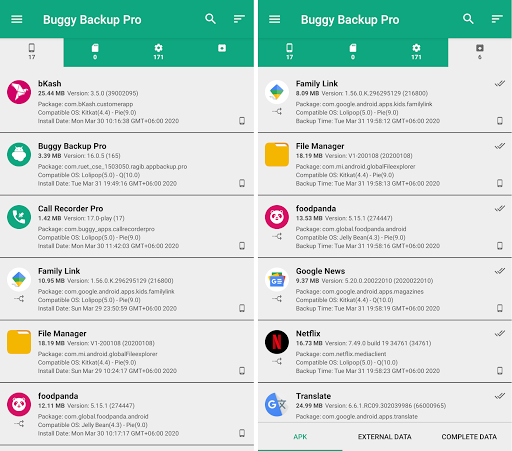 Buggy Backup Pro
17
0
171
bKash
25.44 MB Version: 3.5.0 (39002095)
Package: com.bKash.customerapp
Compatible OS: Kitkat(4.4) - Pie(9.0)
Install Date: Mon Mar 30 10:16:38 GMT+06:00 2020
Buggy Backup Pro
3.39 MB Version: 16.0.5 (165)
Package: com.ruet_cse_1503050.ragib.appbackup.pro
Compatible OS: Lolipop(5.0) - Q(10.0)
Install Date: Tue Mar 31 19:49:16 GMT+06:00 2020
Call Recorder Pro
1.42 MB Version: 17.0-play (17)
Package: com.buggy_apps.callrecorderpro
Compatible OS: Lolipop(5.0) - Pie(9.0)
Install Date: Mon Mar 30 11:42:03 GMT+06:00 2020
Family Link
10.95 MB Version: 1.56.0.K.296295129 (216800)
Package: com.google.android.apps.kids.familylink
Compatible OS: Lolipop(5.0) - Pie(9.0)
Install Date: Sun Mar 29 23:50:59 GMT+06:00 2020
File Manager
18.19 MB Version: V1-200108 (20200108)
Package: com.mi.android.globalFileexplorer
Compatible OS: Kitkat(4.4) - Pie(9.0)
Install Date: Sun Mar 29 10:24:17 GMT+06:00 2020
foodpanda
12.11 MB Version: 5.15.1 (274447)
Package: com.global.foodpanda.android
Compatible OS: Jelly Bean(4.3) - Pie(9.0)
Install Date: Mon Mar 30 10:17:17 GMT+06:00 2020
Buggy Backup Pro
17
0
171
6
Family Link
8.09 MB Version: 1.56.0.K.296295129 (216800)
Package: com.google.android.apps.kids.familylink
Compatible OS: Lolipop(5.0) - Pie(9.0)
Backup Time: Tue Mar 31 19:58:12 GMT+06:00 2020
File Manager
18.19 MB Version: V1-200108 (20200108)
Package: com.mi.android.globalFileexplorer
Compatible OS: Kitkat(4.4) - Pie(9.0)
Backup Time: Tue Mar 31 19:58:13 GMT+06:00 2020
foodpanda
13.53 MB Version: 5.15.1 (274447)
Package: com.global.foodpanda.android
Compatible OS: Jelly Bean(4.3) - Pie(9.0)
Backup Time: Tue Mar 31 19:58:16 GMT+06:00 2020
Google News
9.37 MB Version: 5.20.0.20022010 (2020022010)
Package: com.google.android.apps.magazines
Compatible OS: Kitkat(4.4) - Q(10.0)
Backup Time: Tue Mar 31 19:58:19 GMT+06:00 2020
Netflix
16.73 MB Version: 7.49.0 build 19 34761 (34761)
Package: com.netflix.mediaclient
Compatible OS: Lolipop(5.0) - Q(10.0)
Backup Time: Tue Mar 31 19:58:23 GMT+06:00 2020
Translate
24.99 MB Version: 6.6.1.RC09.302039986 (66000965)
Package: com.google.android.apps.translate
APK
EXTERNAL DATA
COMPLETE DATA